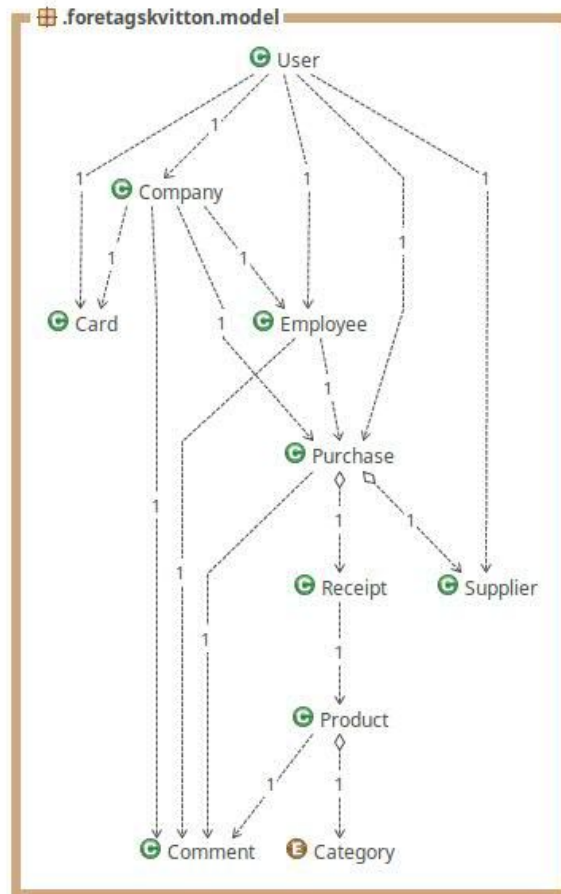 .foretagskvitton.model
C User
1
1 1 1
C Company
1
1 1
C Card
C Employee
1
1
C Purchase
1
1 1
C Receipt
C Supplier
1
1
1
C Product
1 1
C Comment
E Category